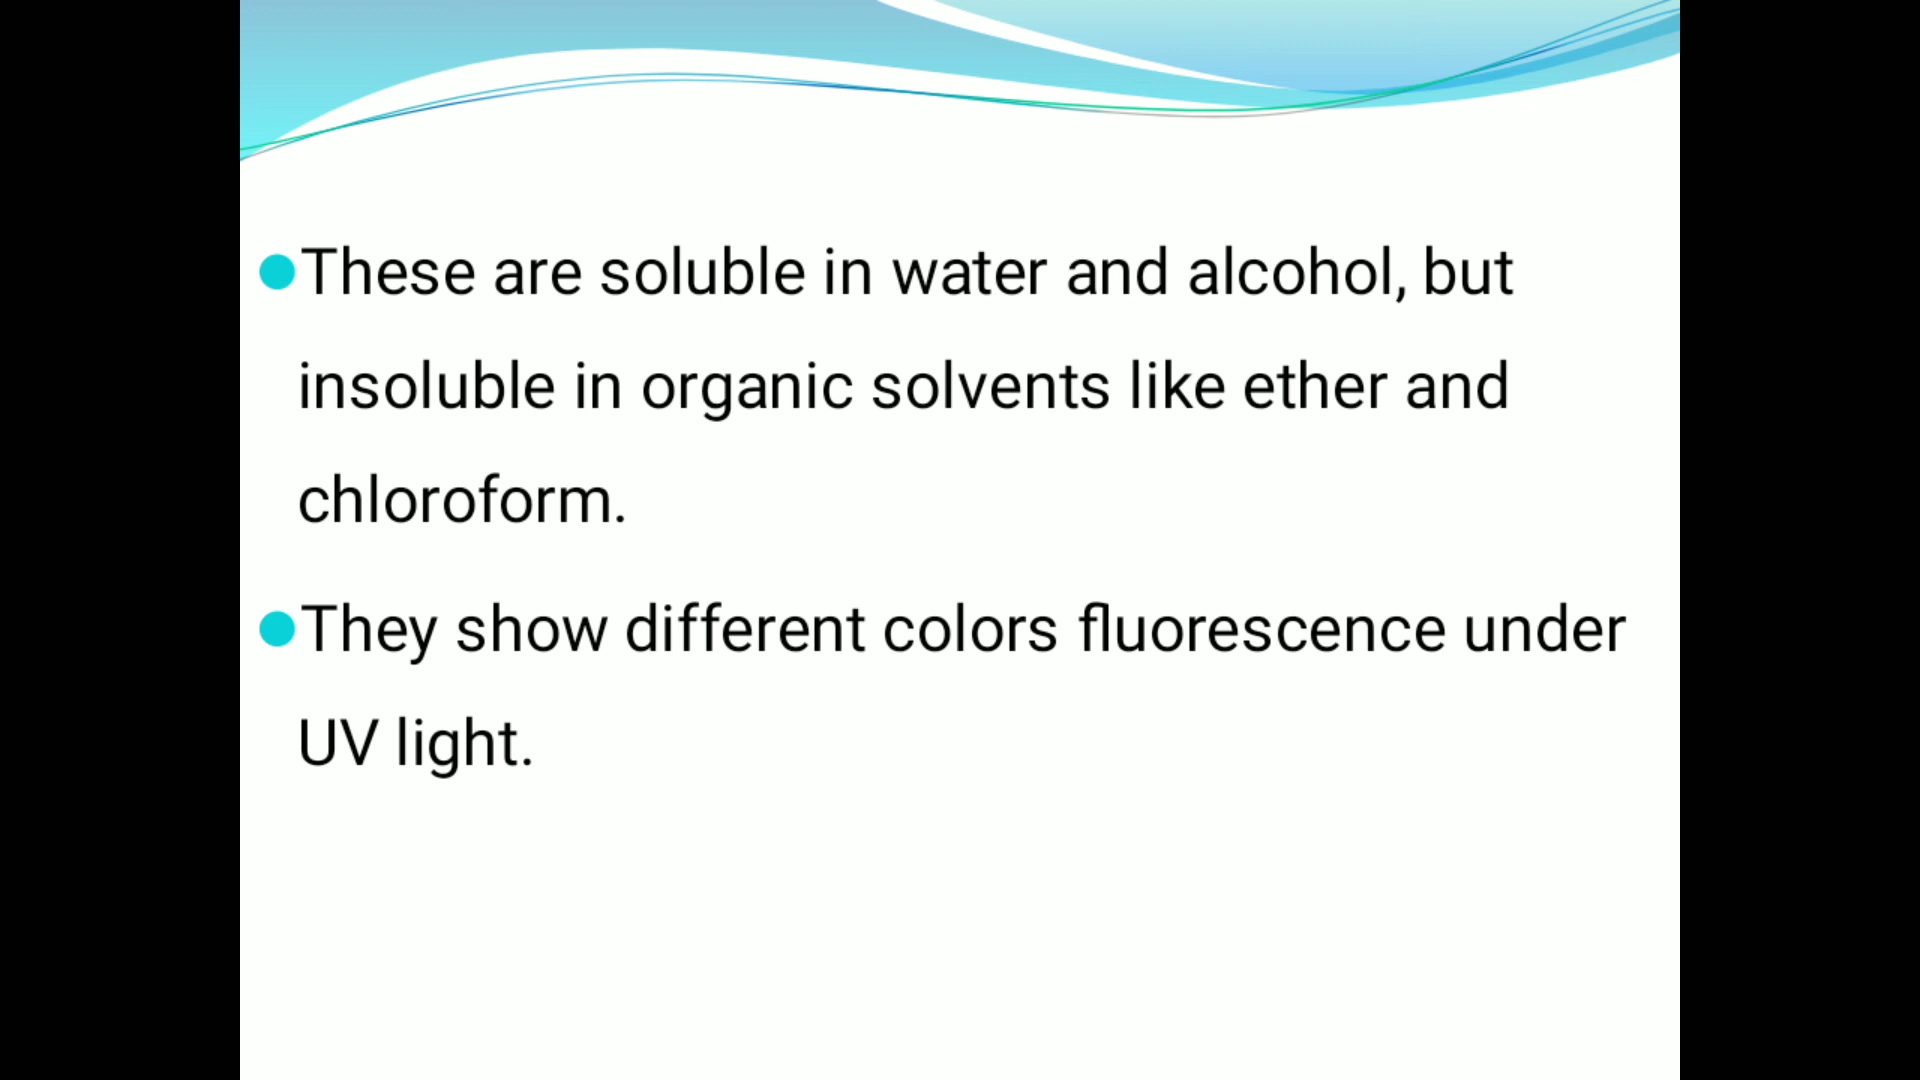 These are soluble in water and alcohol, but
insoluble in organic solvents like ether and
chloroform.
They show different colors fluorescence under
UV light.